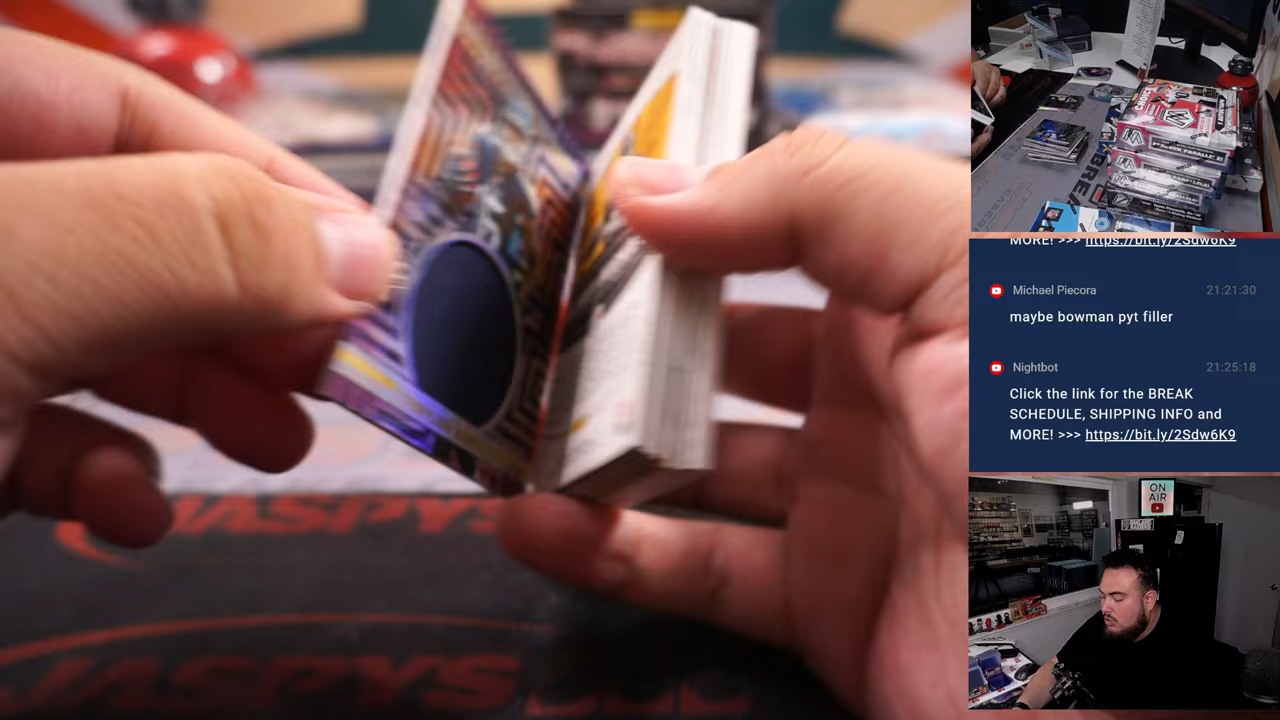 MORE! >>> https://bit.ly/2Sdw6K9
Michael Piecora 21:21:30
maybe bowman pyt filler
Nightbot 21:25:18
Click the link for the BREAK
SCHEDULE, SHIPPING INFO and
MORE! >>> https://bit.ly/2Sdw6K9
ON
AIR
JASPYS
JASPYS